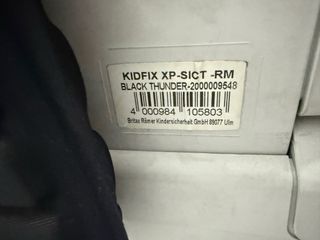 KIDFIX XP-SICT -RM
BLACK THUNDER-2000009548
4 000984 105803
Britax Römer Kindersicherheit GmbH 89077 Ulm